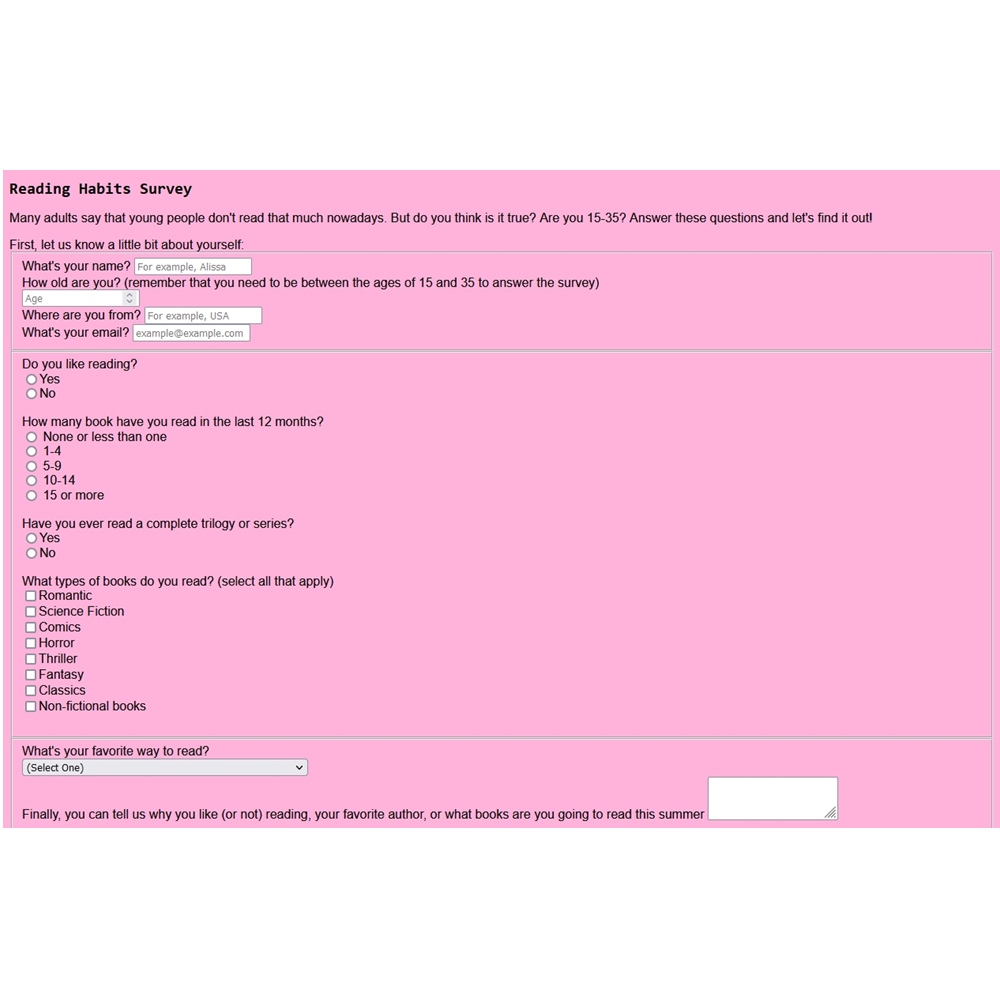 Reading Habits Survey
Many adults say that young people don't read that much nowadays. But do you think is it true? Are you 15-35? Answer these questions and let's find it out!
First, let us know a little bit about yourself:
What's your name? For example, Alissa
How old are you? (remember that you need to be between the ages of 15 and 35 to answer the survey)
Age
Where are you from? For example, USA
What's your email? example@example.com
Do you like reading?
Yes
No
How many book have you read in the last 12 months?
None or less than one
1-4
5-9
10-14
15 or more
Have you ever read a complete trilogy or series?
Yes
No
What types of books do you read? (select all that apply)
Romantic
Science Fiction
Comics
Horror
Thriller
Fantasy
Classics
Non-fictional books
What's your favorite way to read?
(Select One)
Finally, you can tell us why you like (or not) reading, your favorite author, or what books are you going to read this summer